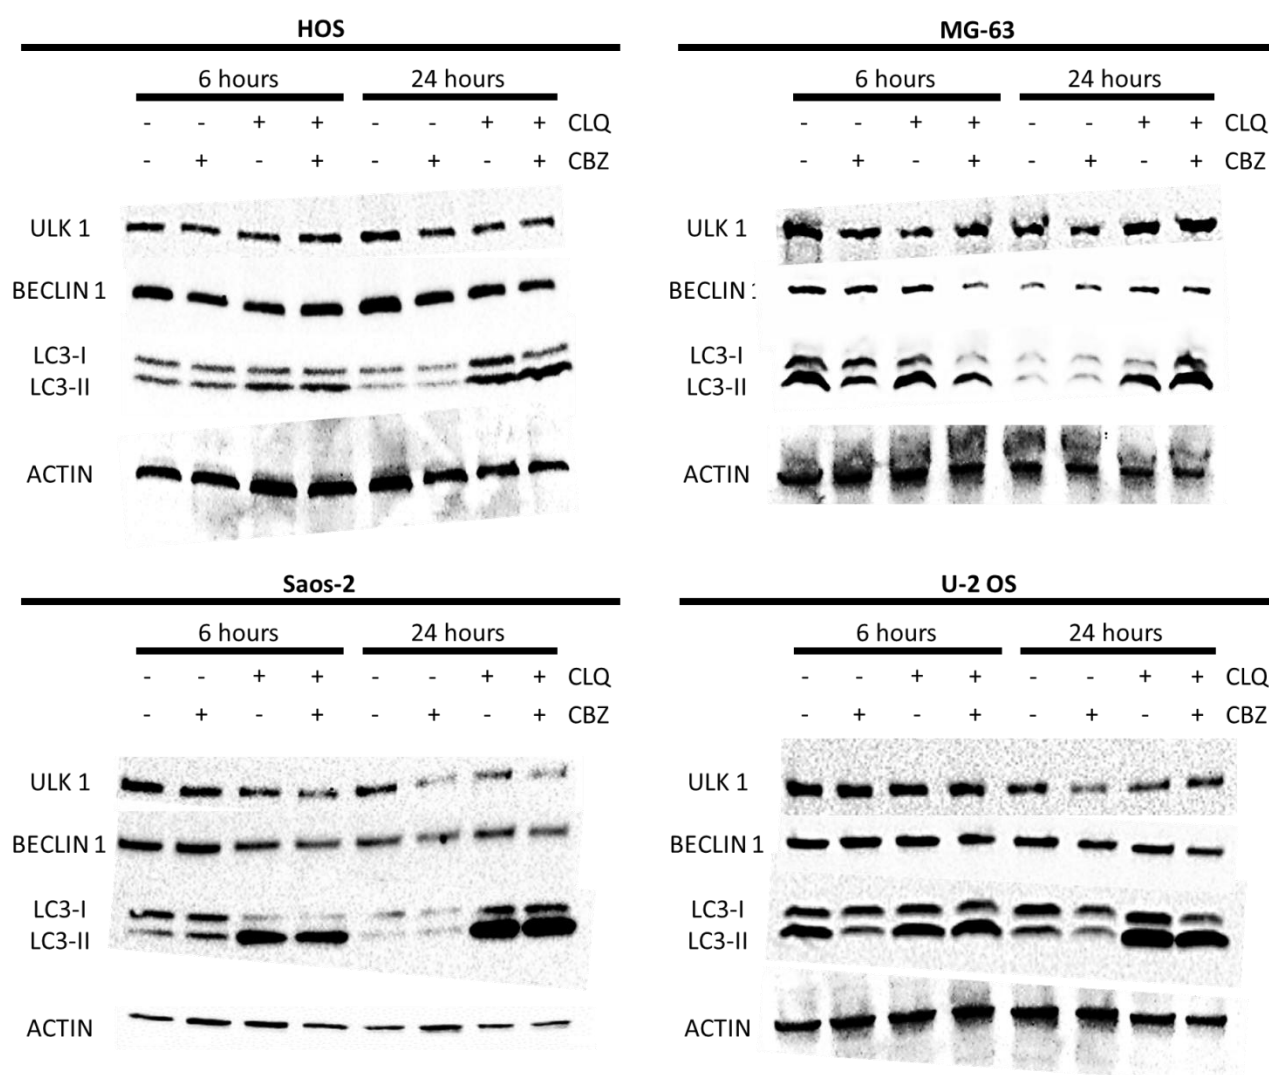 HOS
6 hours 24 hours
- - + + - - + + CLQ
- + - + - + - + CBZ
ULK 1
BECLIN 1
LC3-I
LC3-II
ACTIN
MG-63
6 hours 24 hours
- - + + - - + + CLQ
- + - + - + - + CBZ
ULK 1
BECLIN 1
LC3-I
LC3-II
ACTIN
Saos-2
6 hours 24 hours
- - + + - - + + CLQ
- + - + - + - + CBZ
ULK 1
BECLIN 1
LC3-I
LC3-II
ACTIN
U-2 OS
6 hours 24 hours
- - + + - - + + CLQ
- + - + - + - + CBZ
ULK 1
BECLIN 1
LC3-I
LC3-II
ACTIN